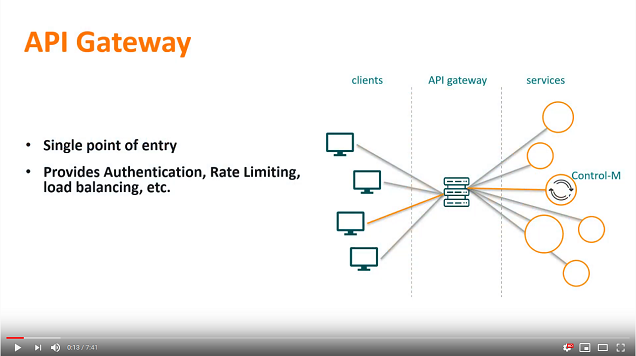 API Gateway
clients
API gateway
services
• Single point of entry
• Provides Authentication, Rate Limiting,
load balancing, etc.
Control-M
0:13 / 7:41